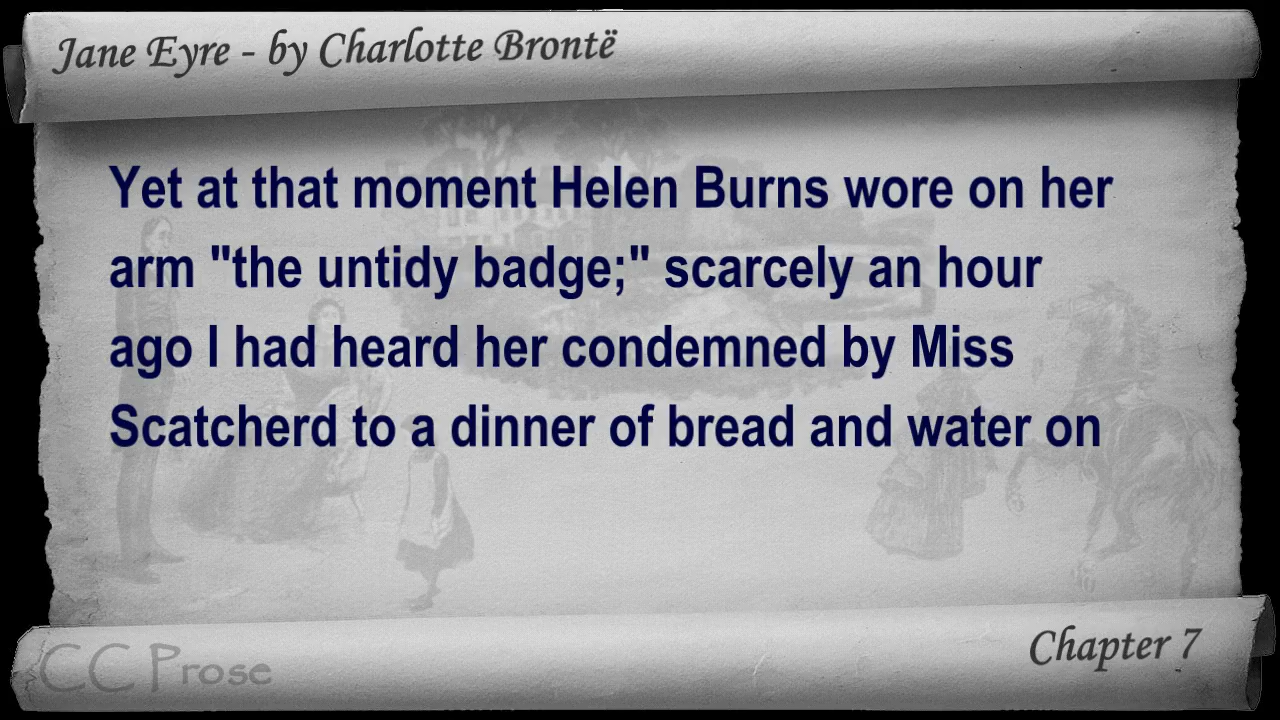 Jane Eyre - by Charlotte Brontë
Yet at that moment Helen Burns wore on her
arm "the untidy badge;" scarcely an hour
ago I had heard her condemned by Miss
Scatcherd to a dinner of bread and water on
CC Prose
Chapter 7